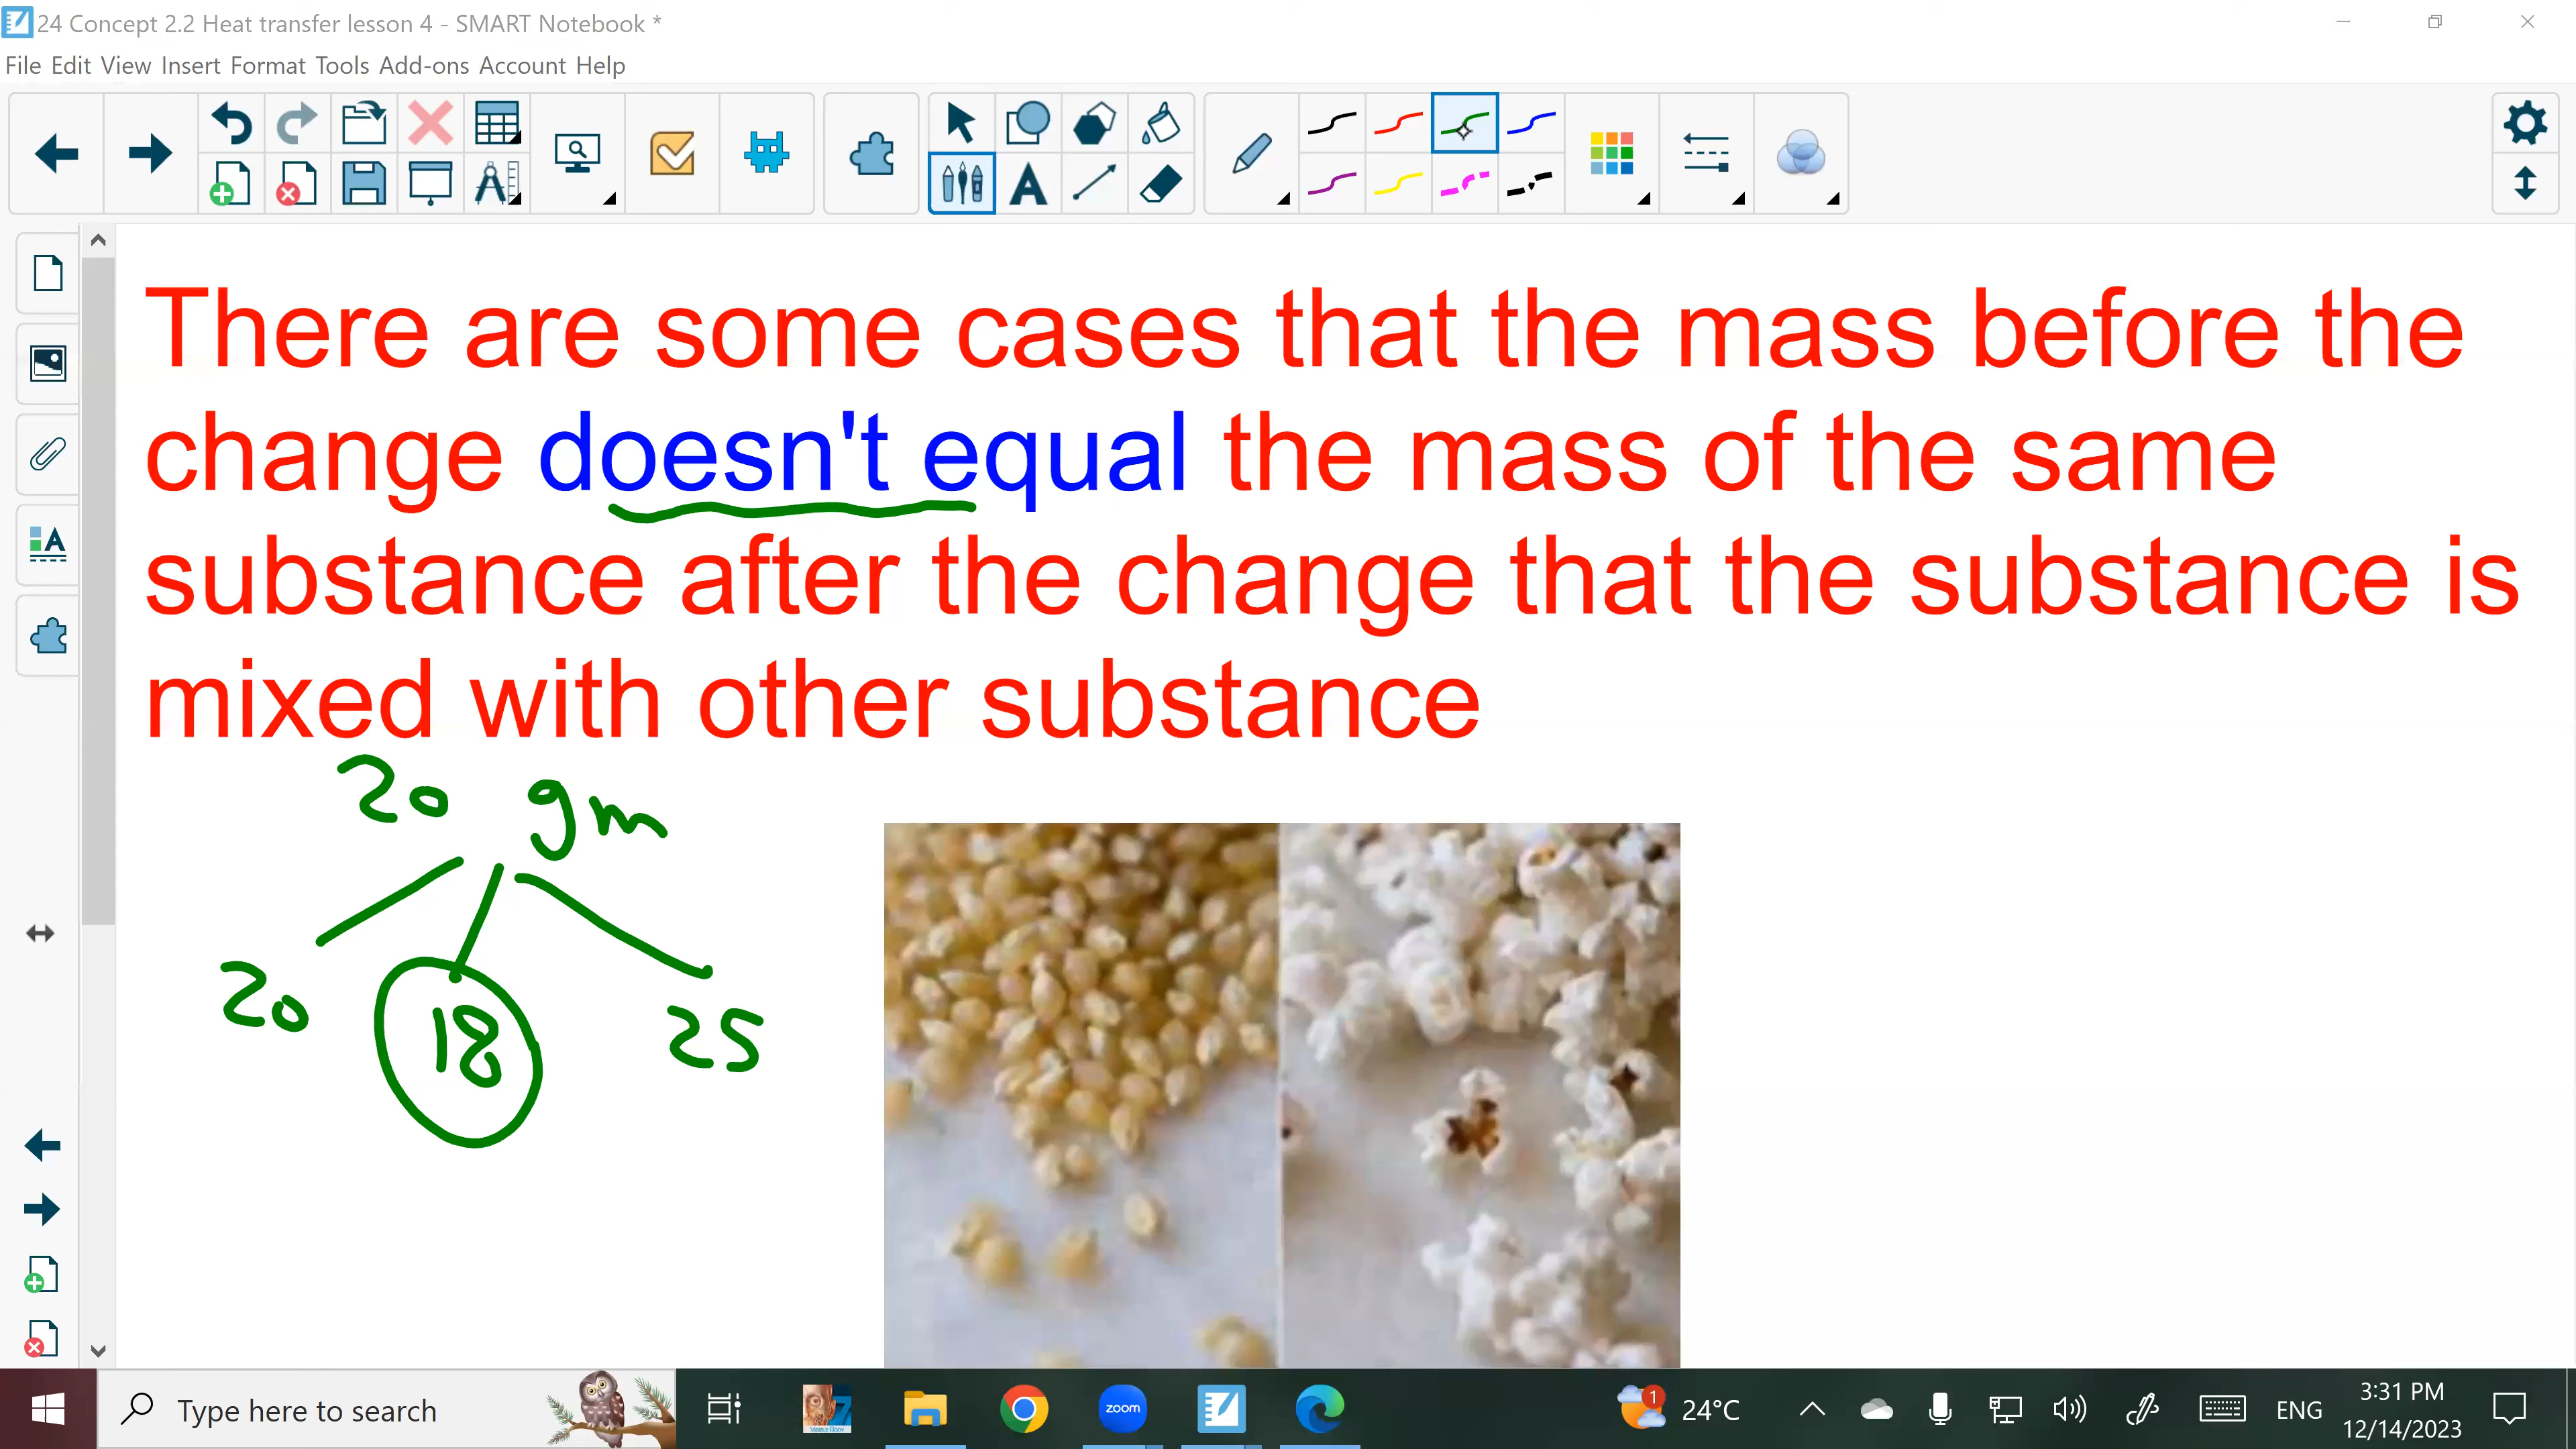 24 Concept 2.2 Heat transfer lesson 4 - SMART Notebook *
File Edit View Insert Format Tools Add-ons Account Help
There are some cases that the mass before the
change doesn't equal the mass of the same
substance after the change that the substance is
mixed with other substance
20 gm
20 18 25
Type here to search
zoom
1
24°C
ENG
3:31 PM
12/14/2023